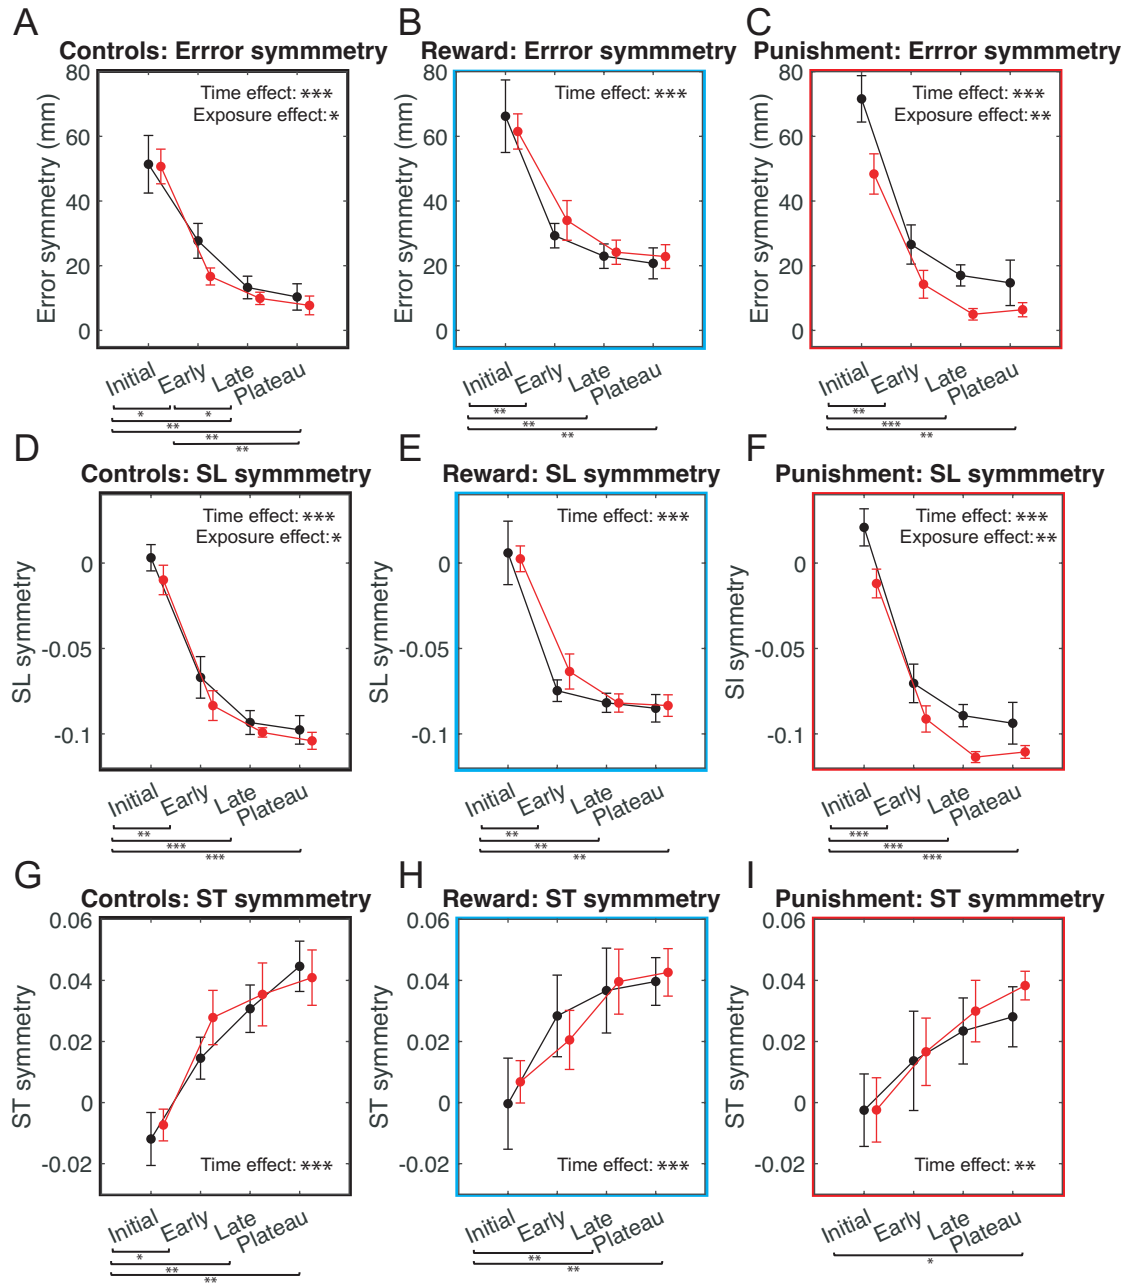 A
B
C
Controls: Errror symmmetry
Reward: Errror symmmetry
Punishment: Errror symmmetry
Error symmetry (mm)
80
60
40
20
0
Time effect: ***
Exposure effect: *
Initial
Early
Late
Plateau
*
*
**
**
**
Error symmetry (mm)
80
60
40
20
0
Time effect: ***
Initial
Early
Late
Plateau
**
**
**
Error symmetry (mm)
80
60
40
20
0
Time effect: ***
Exposure effect: **
Initial
Early
Late
Plateau
**
***
**
D
E
F
Controls: SL symmmetry
Reward: SL symmmetry
Punishment: SL symmmetry
SL symmetry
0
-0.05
-0.1
Time effect: ***
Exposure effect: *
Initial
Early
Late
Plateau
**
***
***
SL symmetry
0
-0.05
-0.1
Time effect: ***
Initial
Early
Late
Plateau
**
**
**
Sl symmetry
0
-0.05
-0.1
Time effect: ***
Exposure effect: **
Initial
Early
Late
Plateau
***
***
***
G
H
I
Controls: ST symmmetry
Reward: ST symmmetry
Punishment: ST symmmetry
ST symmetry
0.06
0.04
0.02
0
-0.02
Time effect: ***
Initial
Early
Late
Plateau
*
**
**
ST symmetry
0.06
0.04
0.02
0
-0.02
Time effect: ***
Initial
Early
Late
Plateau
**
**
ST symmetry
0.06
0.04
0.02
0
-0.02
Time effect: **
Initial
Early
Late
Plateau
*